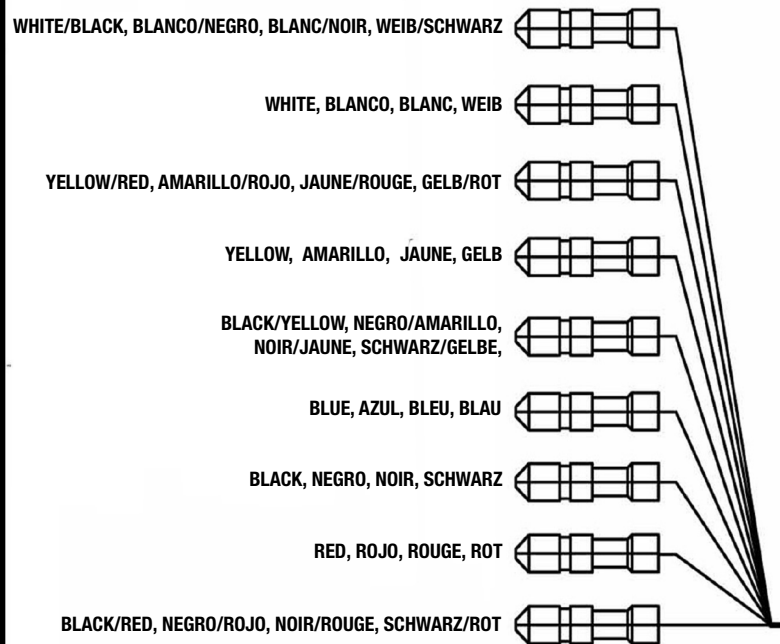 WHITE/BLACK, BLANCO/NEGRO, BLANC/NOIR, WEIB/SCHWARZ
WHITE, BLANCO, BLANC, WEIB
YELLOW/RED, AMARILLO/ROJO, JAUNE/ROUGE, GELB/ROT
YELLOW, AMARILLO, JAUNE, GELB
BLACK/YELLOW, NEGRO/AMARILLO,
NOIR/JAUNE, SCHWARZ/GELBE,
BLUE, AZUL, BLEU, BLAU
BLACK, NEGRO, NOIR, SCHWARZ
RED, ROJO, ROUGE, ROT
BLACK/RED, NEGRO/ROJO, NOIR/ROUGE, SCHWARZ/ROT